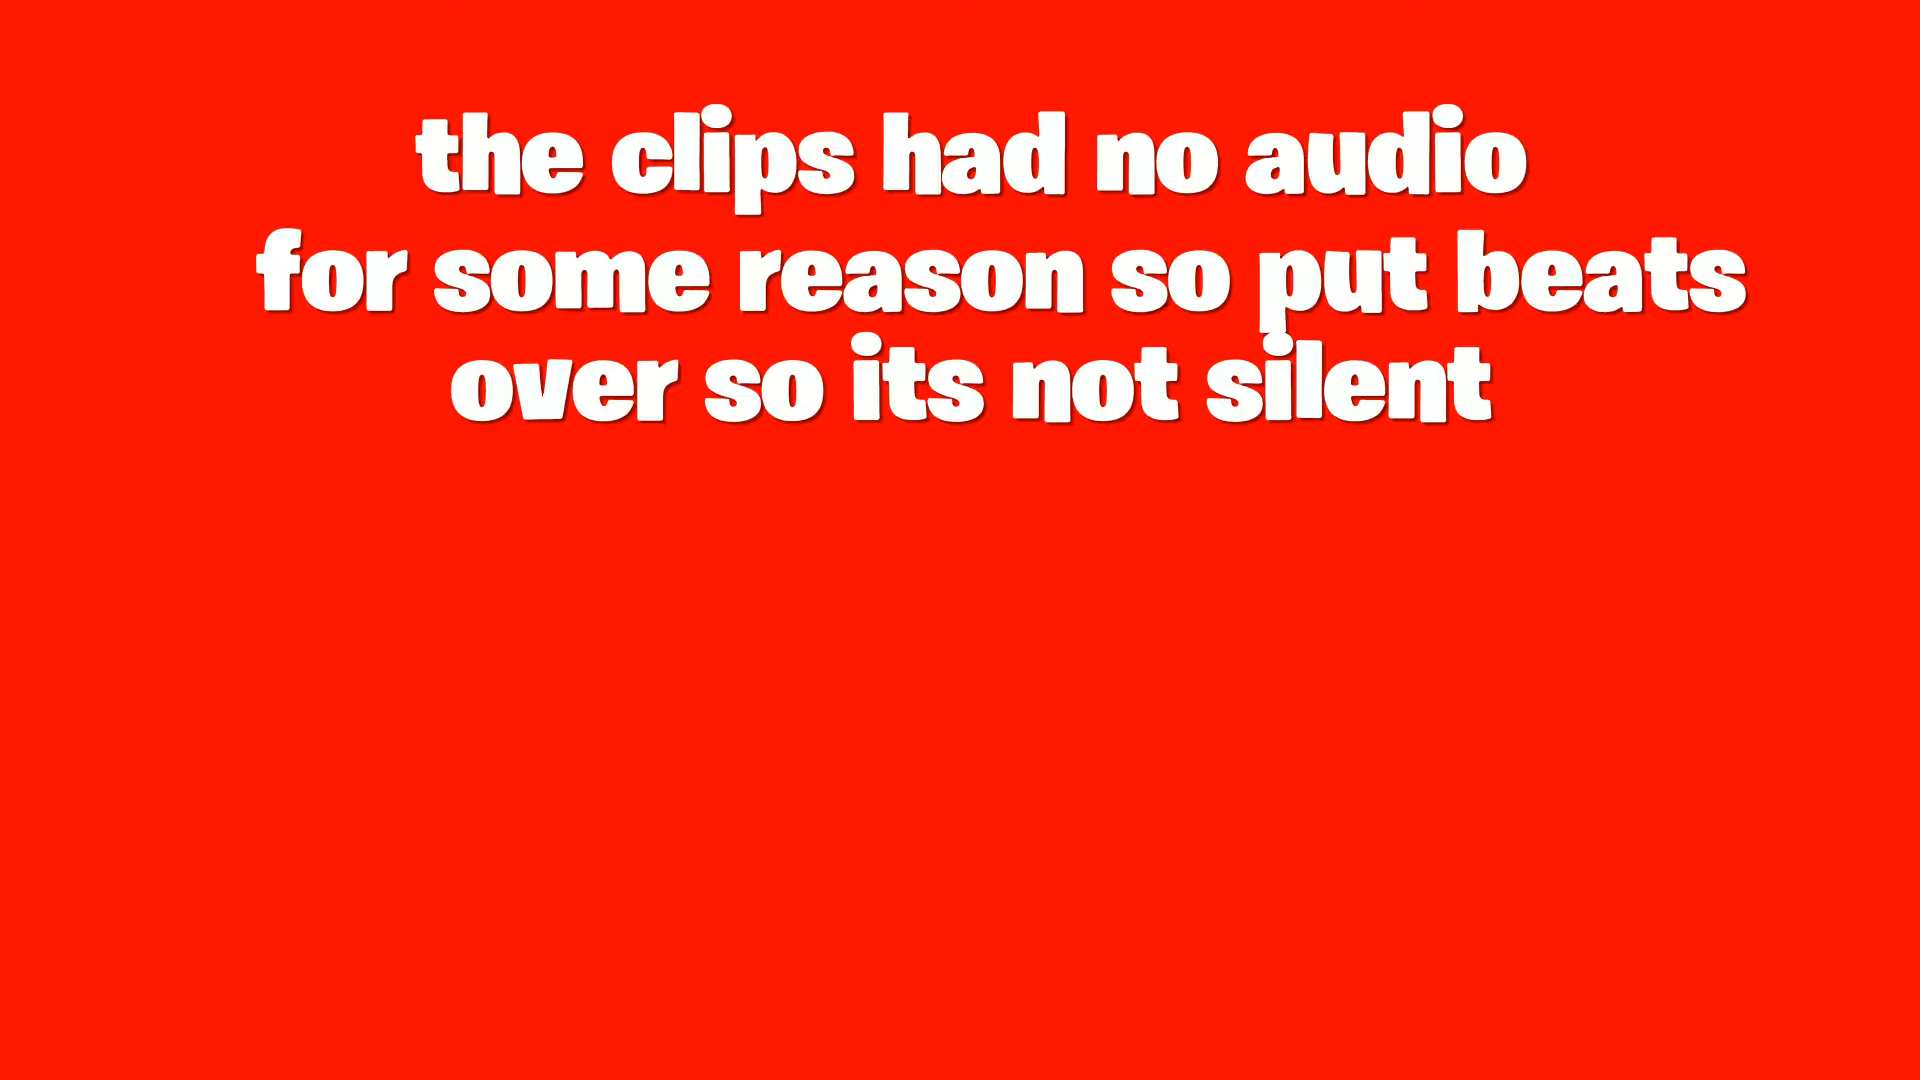 the clips had no audio
for some reason so put beats
over so its not silent